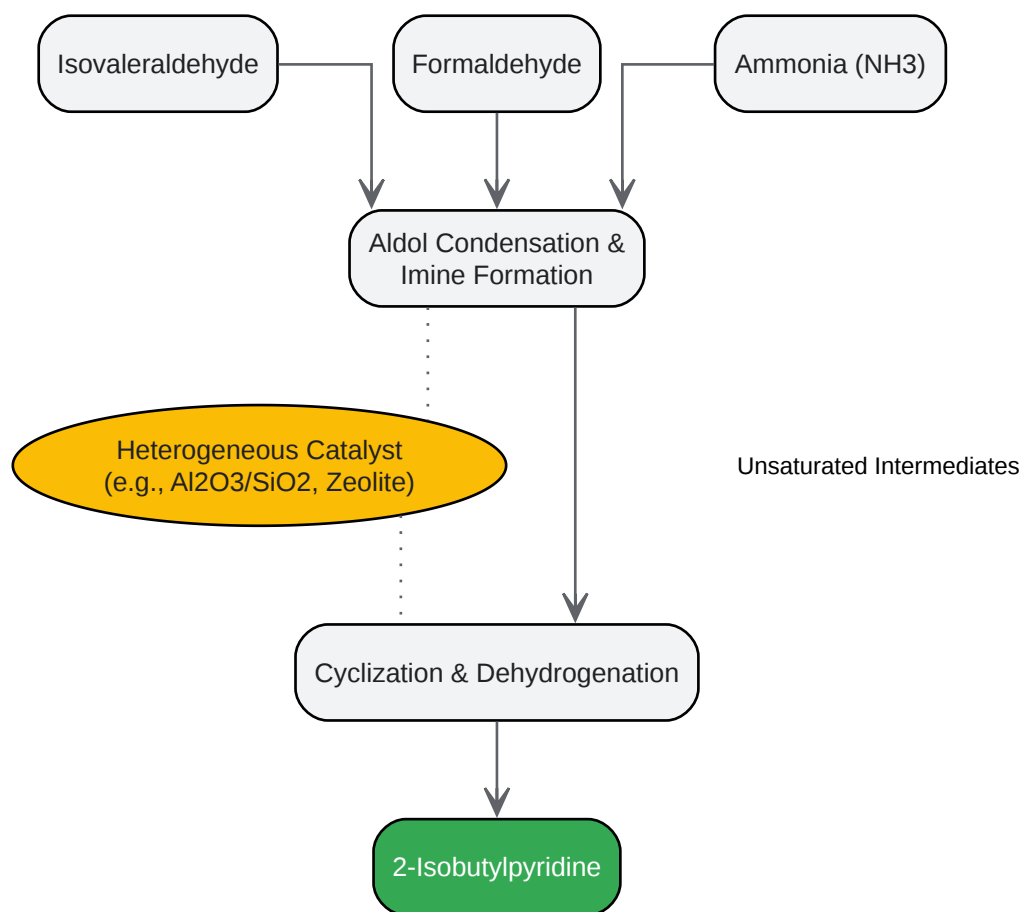 Isovaleraldehyde
Formaldehyde
Ammonia (NH3)
Aldol Condensation &
Imine Formation
Heterogeneous Catalyst
(e.g., Al2O3/SiO2, Zeolite)
Unsaturated Intermediates
Cyclization & Dehydrogenation
2-Isobutylpyridine